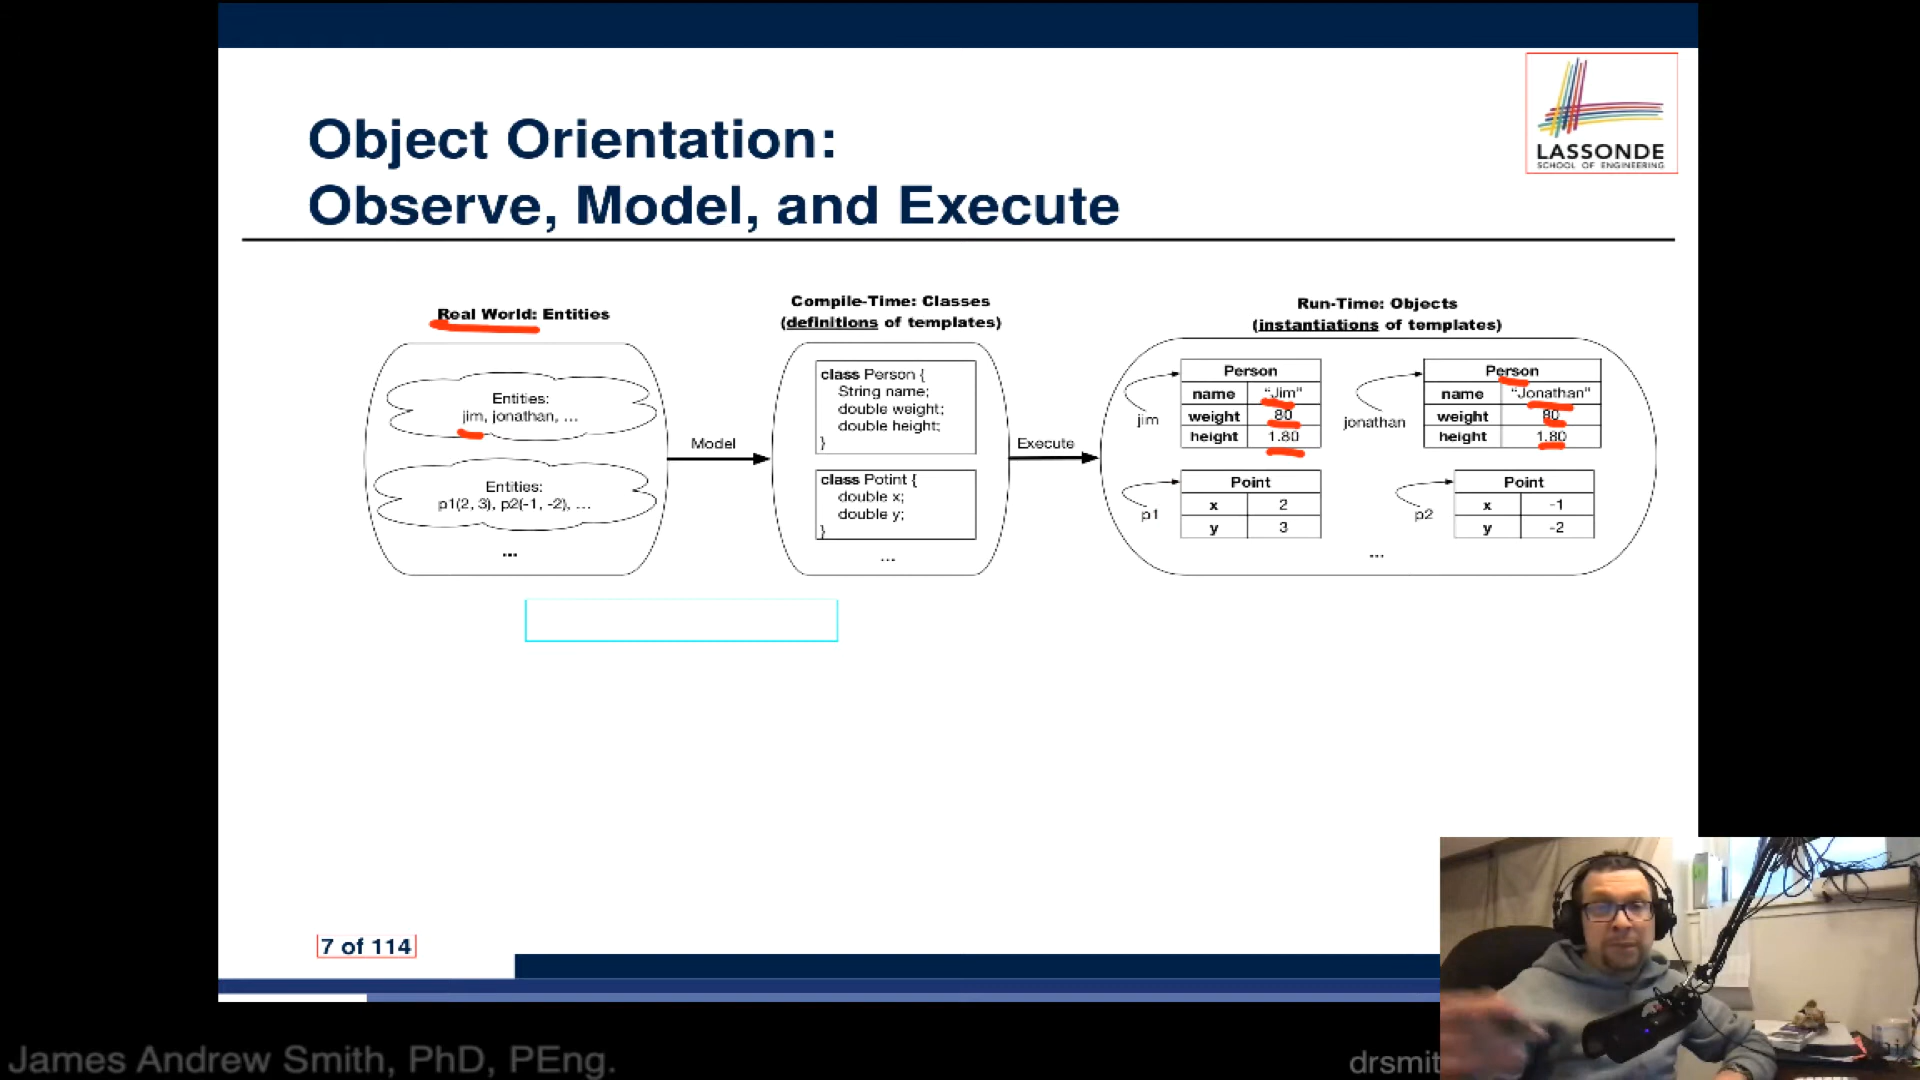 LASSONDE
SCHOOL OF ENGINEERING
Object Orientation:
Observe, Model, and Execute
Real World: Entities
Entities:
jim, jonathan, ...
Entities:
p1(2, 3), p2(-1, -2), ...
...
Model
Compile-Time: Classes
(definitions of templates)
class Person {
String name;
double weight;
double height;
}
class Potint {
double x;
double y;
}
...
Execute
Run-Time: Objects
(instantiations of templates)
jim
Person
name "Jim"
weight 80
height 1.80
jonathan
Person
name "Jonathan"
weight 80
height 1.80
p1
Point
x 2
y 3
p2
Point
x -1
y -2
...
7 of 114
James Andrew Smith, PhD, PEng.
drsmit